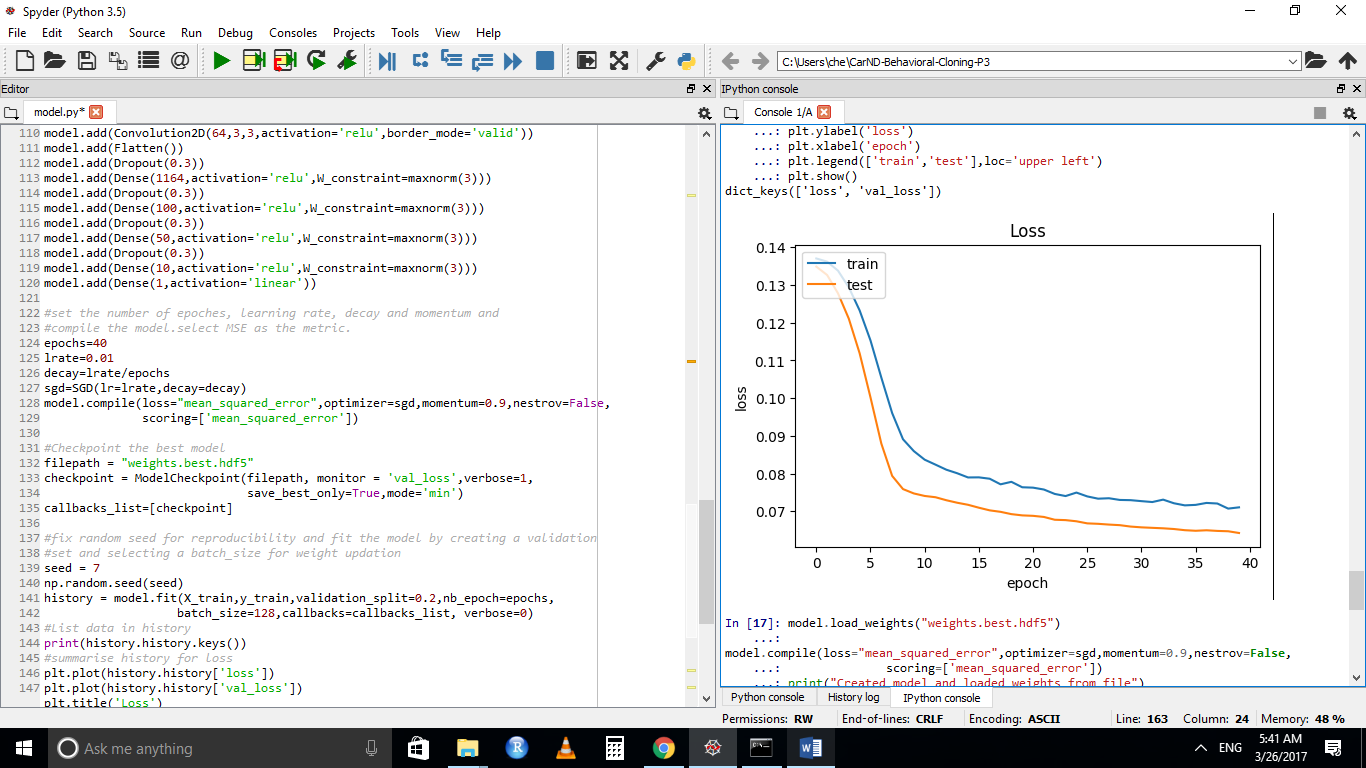 Spyder (Python 3.5)
File Edit Search Source Run Debug Consoles Projects Tools View Help
C:\Users\che\CarND-Behavioral-Cloning-P3
Editor
model.py*
110 model.add(Convolution2D(64,3,3,activation='relu',border_mode='valid'))
111 model.add(Flatten())
112 model.add(Dropout(0.3))
113 model.add(Dense(1164,activation='relu',W_constraint=maxnorm(3)))
114 model.add(Dropout(0.3))
115 model.add(Dense(100,activation='relu',W_constraint=maxnorm(3)))
116 model.add(Dropout(0.3))
117 model.add(Dense(50,activation='relu',W_constraint=maxnorm(3)))
118 model.add(Dropout(0.3))
119 model.add(Dense(10,activation='relu',W_constraint=maxnorm(3)))
120 model.add(Dense(1,activation='linear'))
121
122 #set the number of epoches, learning rate, decay and momentum and
123 #compile the model.select MSE as the metric.
124 epochs=40
125 lrate=0.01
126 decay=lrate/epochs
127 sgd=SGD(lr=lrate,decay=decay)
128 model.compile(loss="mean_squared_error",optimizer=sgd,momentum=0.9,nestrov=False,
129 scoring=['mean_squared_error'])
130
131 #Checkpoint the best model
132 filepath = "weights.best.hdf5"
133 checkpoint = ModelCheckpoint(filepath, monitor = 'val_loss',verbose=1,
134 save_best_only=True,mode='min')
135 callbacks_list=[checkpoint]
136
137 #fix random seed for reproducibility and fit the model by creating a validation
138 #set and selecting a batch_size for weight updation
139 seed = 7
140 np.random.seed(seed)
141 history = model.fit(X_train,y_train,validation_split=0.2,nb_epoch=epochs,
142 batch_size=128,callbacks=callbacks_list, verbose=0)
143 #List data in history
144 print(history.history.keys())
145 #summarise history for loss
146 plt.plot(history.history['loss'])
147 plt.plot(history.history['val_loss'])
plt.title('Loss')
IPython console
Console 1/A
...: plt.ylabel('loss')
...: plt.xlabel('epoch')
...: plt.legend(['train','test'],loc='upper left')
...: plt.show()
dict_keys(['loss', 'val_loss'])
Loss
train
test
0.14
0.13
0.12
0.11
0.10
0.09
0.08
0.07
loss
0 5 10 15 20 25 30 35 40
epoch
In [17]: model.load_weights("weights.best.hdf5")
...:
model.compile(loss="mean_squared_error",optimizer=sgd,momentum=0.9,nestrov=False,
...: scoring=['mean_squared_error'])
...: print("Created model and loaded weights from file")
Python console History log IPython console
Permissions: RW End-of-lines: CRLF Encoding: ASCII Line: 163 Column: 24 Memory: 48 %
Ask me anything
ENG
5:41 AM
3/26/2017